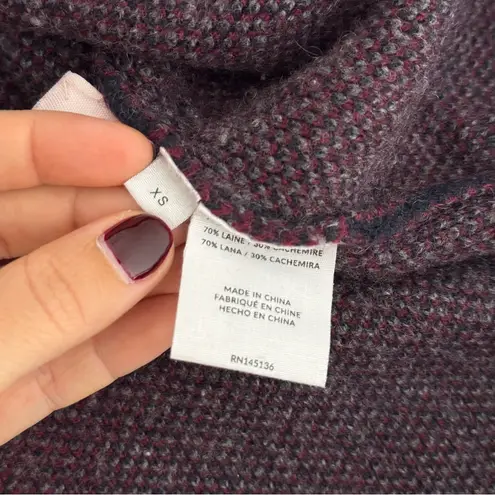 XS
70% LAINE / 30% CACHEMIRE
70% LANA / 30% CACHEMIRA
MADE IN CHINA
FABRIQUÉ EN CHINE
HECHO EN CHINA
RN145136